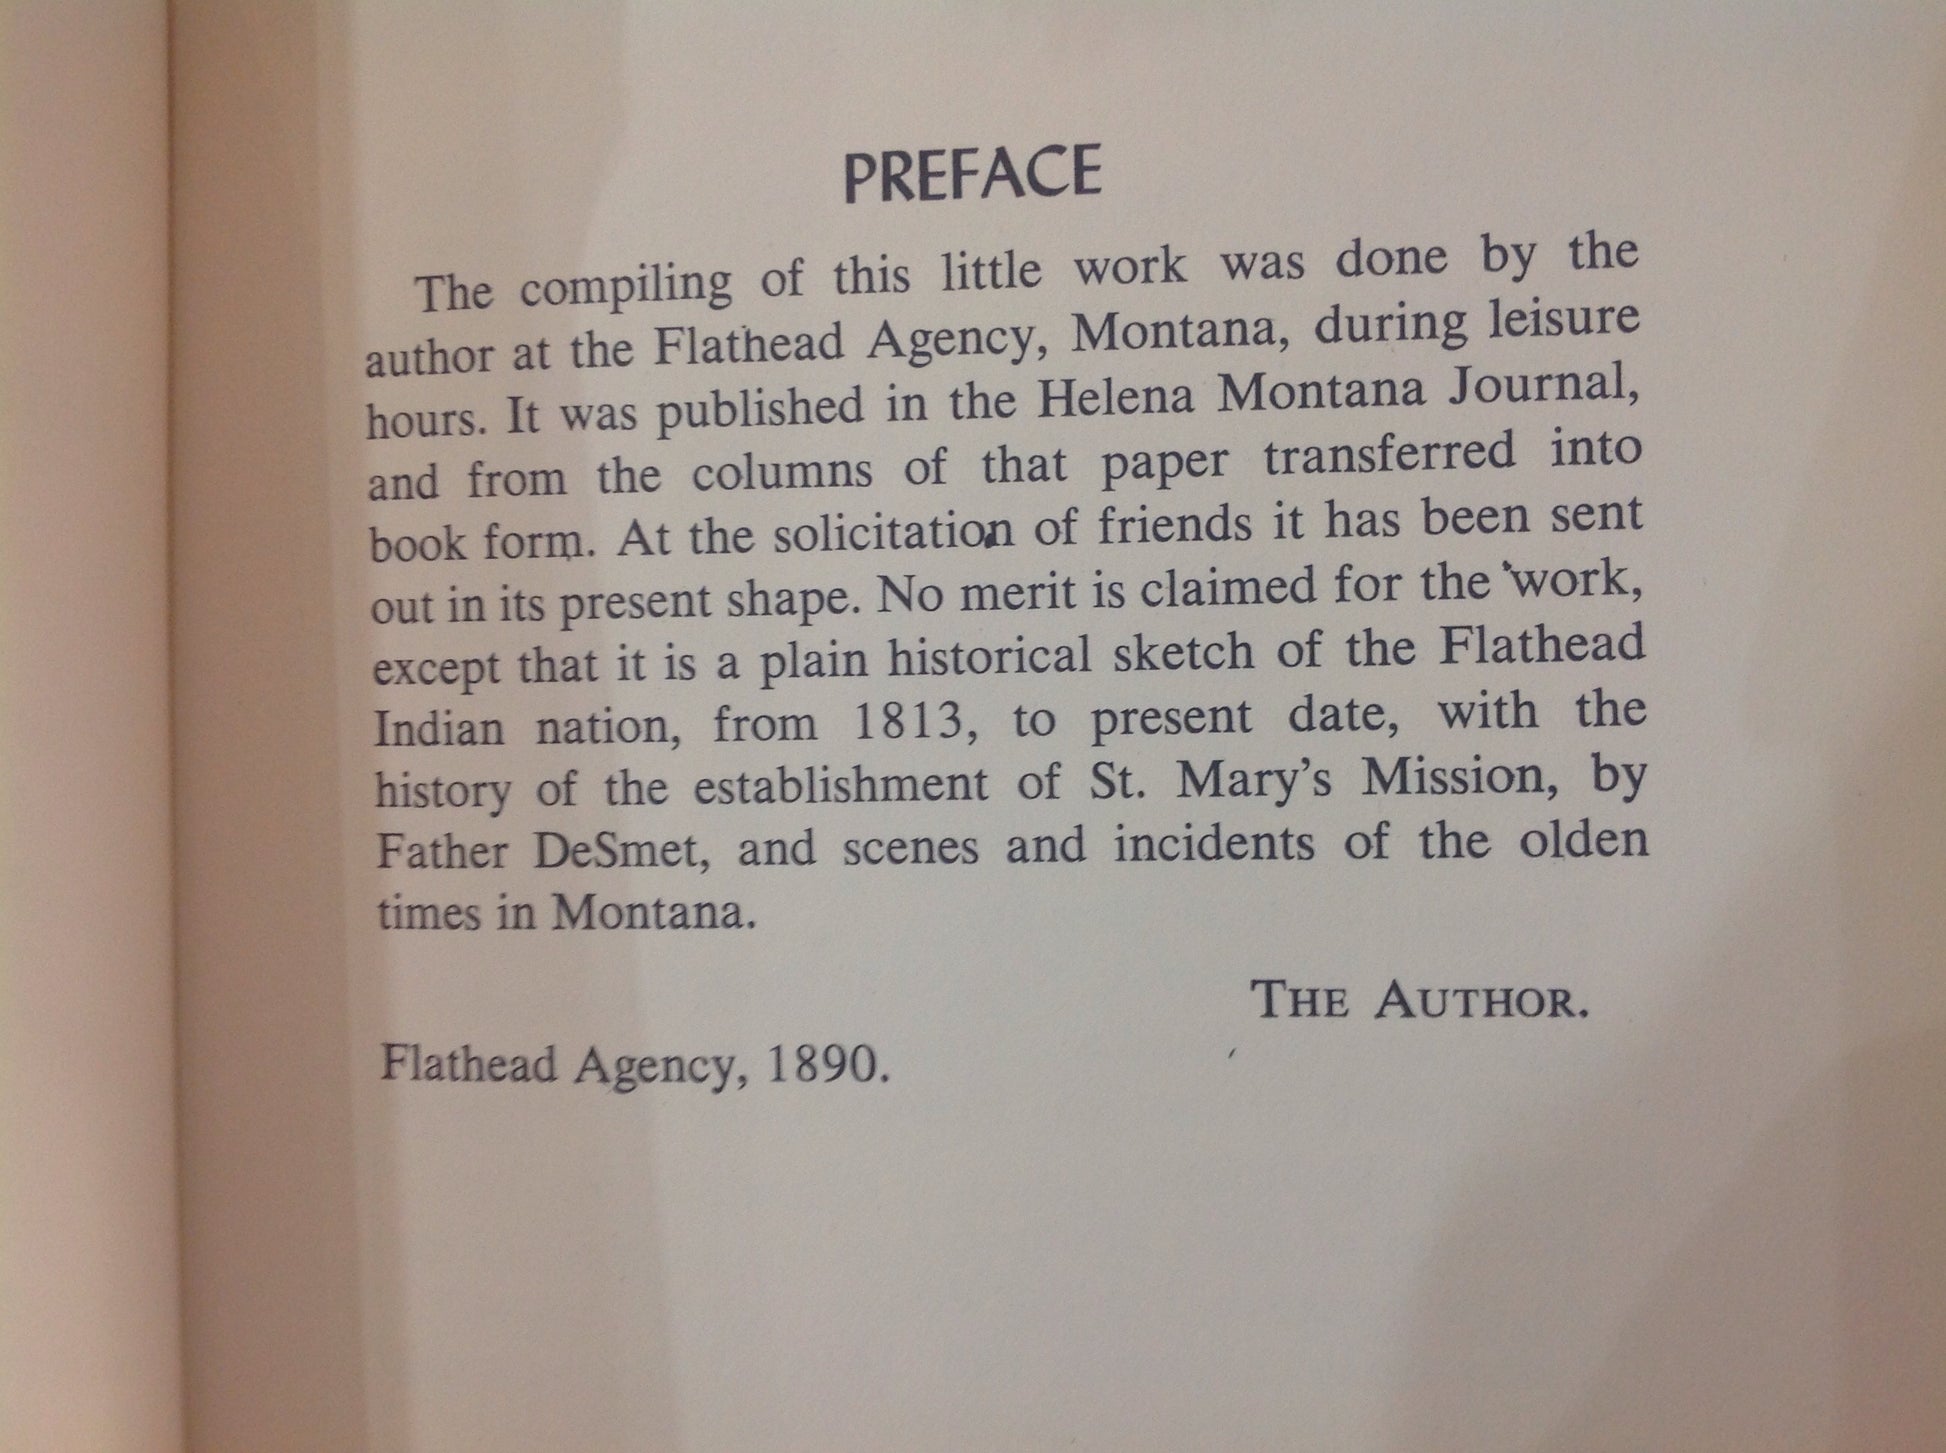 PREFACE
The compiling of this little work was done by the
author at the Flathead Agency, Montana, during leisure
hours. It was published in the Helena Montana Journal,
and from the columns of that paper transferred into
book form. At the solicitation of friends it has been sent
out in its present shape. No merit is claimed for the work,
except that it is a plain historical sketch of the Flathead
Indian nation, from 1813, to present date, with the
history of the establishment of St. Mary's Mission, by
Father DeSmet, and scenes and incidents of the olden
times in Montana.
THE AUTHOR.
Flathead Agency, 1890.